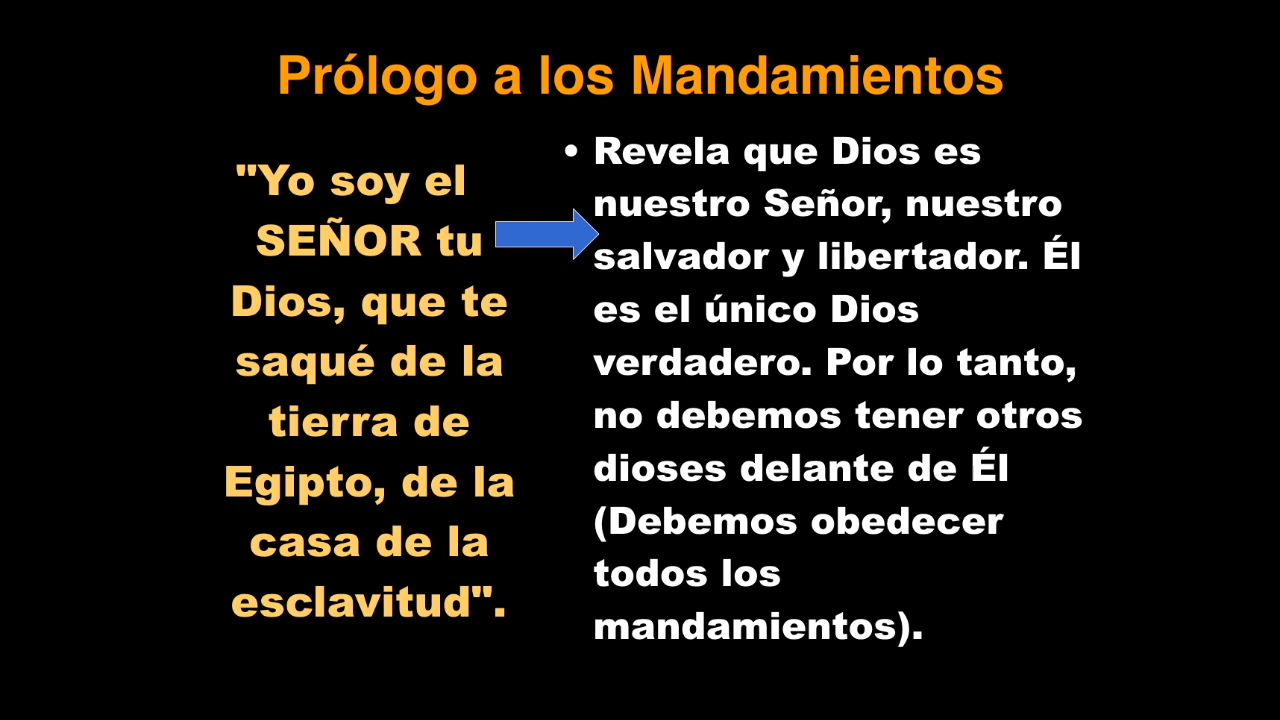 Prólogo a los Mandamientos
"Yo soy el
SEÑOR tu
Dios, que te
saqué de la
tierra de
Egipto, de la
casa de la
esclavitud".
• Revela que Dios es
nuestro Señor, nuestro
salvador y libertador. Él
es el único Dios
verdadero. Por lo tanto,
no debemos tener otros
dioses delante de Él
(Debemos obedecer
todos los
mandamientos).